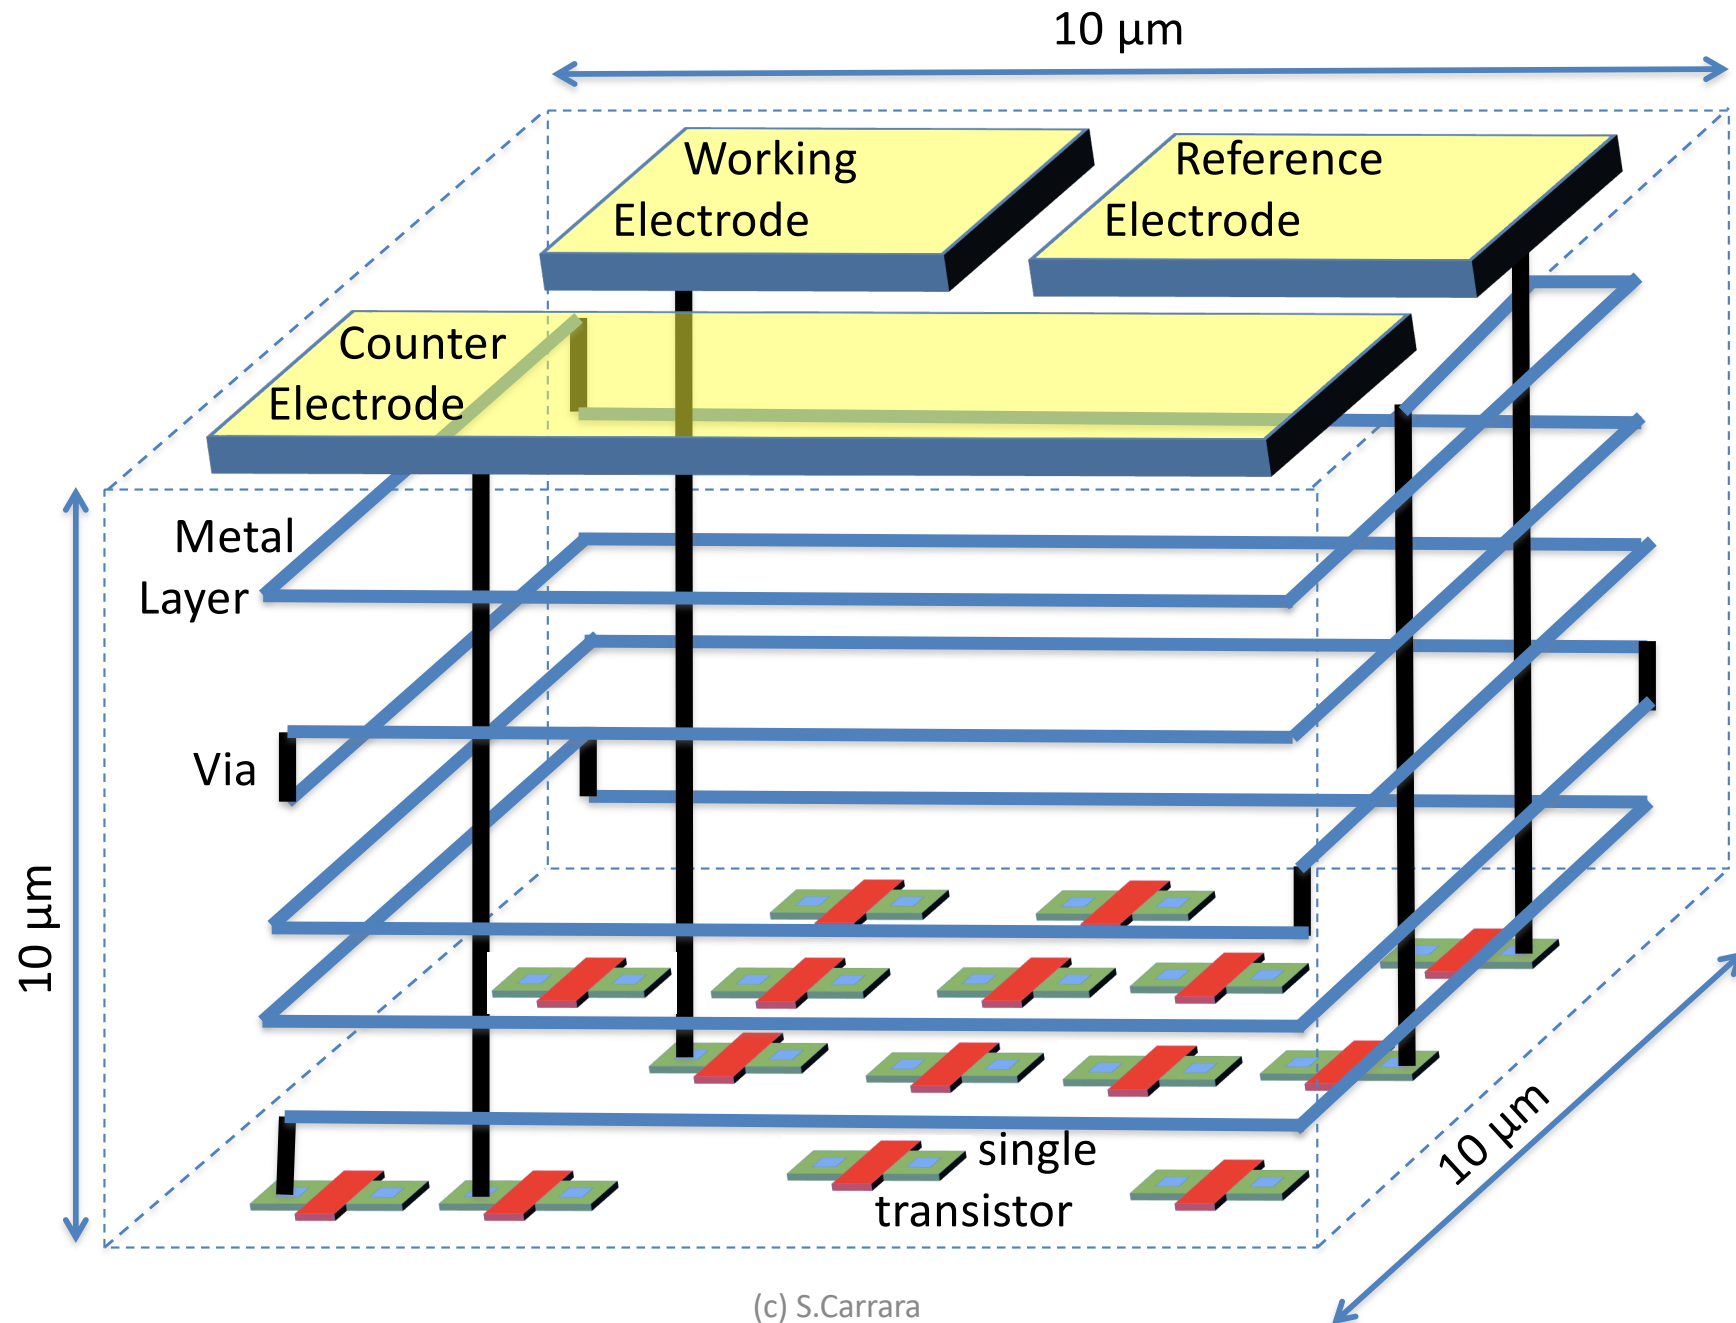 10 µm
Working
Electrode
Reference
Electrode
Counter
Electrode
Metal
Layer
Via
10 µm
10 µm
single
transistor
(c) S.Carrara